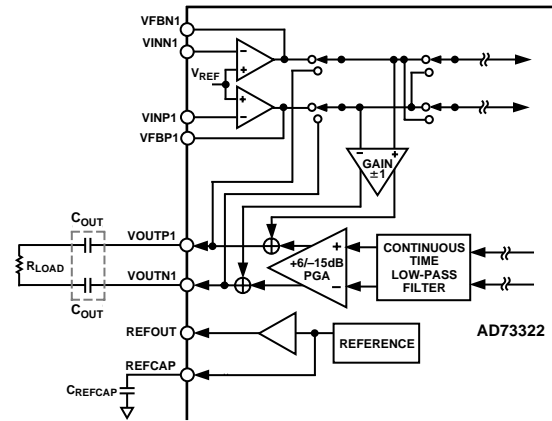 VFBN1
VINN1
VREF
VINP1
VFBP1
GAIN
±1
COUT
VOUTP1
RLOAD
VOUTN1
COUT
+6/–15dB
PGA
CONTINUOUS
TIME
LOW-PASS
FILTER
REFOUT
REFERENCE
AD73322
REFCAP
CREFCAP